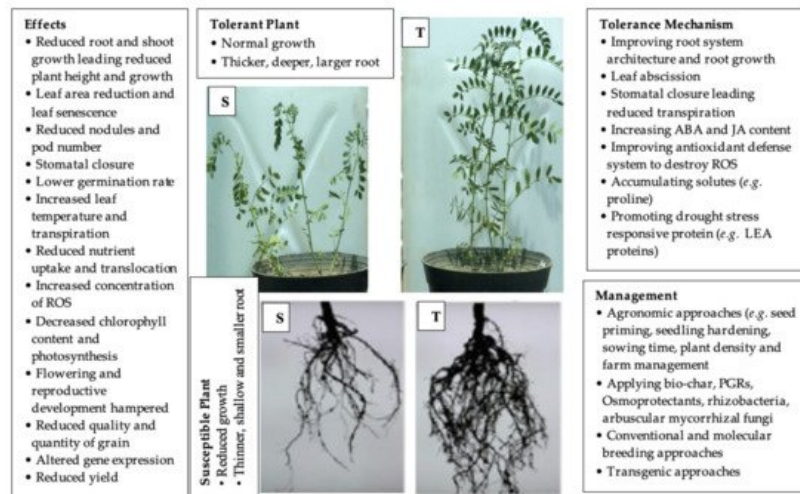 Effects
• Reduced root and shoot
growth leading reduced
plant height and growth
• Leaf area reduction and
leaf senescence
• Reduced nodules and
pod number
• Stomatal closure
• Lower germination rate
• Increased leaf
temperature and
transpiration
• Reduced nutrient
uptake and translocation
• Increased concentration
of ROS
• Decreased chlorophyll
content and
photosynthesis
• Flowering and
reproductive
development hampered
• Reduced quality and
quantity of grain
• Altered gene expression
• Reduced yield
Tolerant Plant
• Normal growth
• Thicker, deeper, larger root
S
T
Susceptible Plant
• Reduced growth
• Thinner, shallow and smaller root
S
T
Tolerance Mechanism
• Improving root system
architecture and root growth
• Leaf abscission
• Stomatal closure leading
reduced transpiration
• Increasing ABA and JA content
• Improving antioxidant defense
system to destroy ROS
• Accumulating solutes (e.g.
proline)
• Promoting drought stress
responsive protein (e.g. LEA
proteins)
Management
• Agronomic approaches (e.g. seed
priming, seedling hardening,
sowing time, plant density and
farm management
• Applying bio-char, PGRs,
Osmoprotectants, rhizobacteria,
arbuscular mycorrhizal fungi
• Conventional and molecular
breeding approaches
• Transgenic approaches